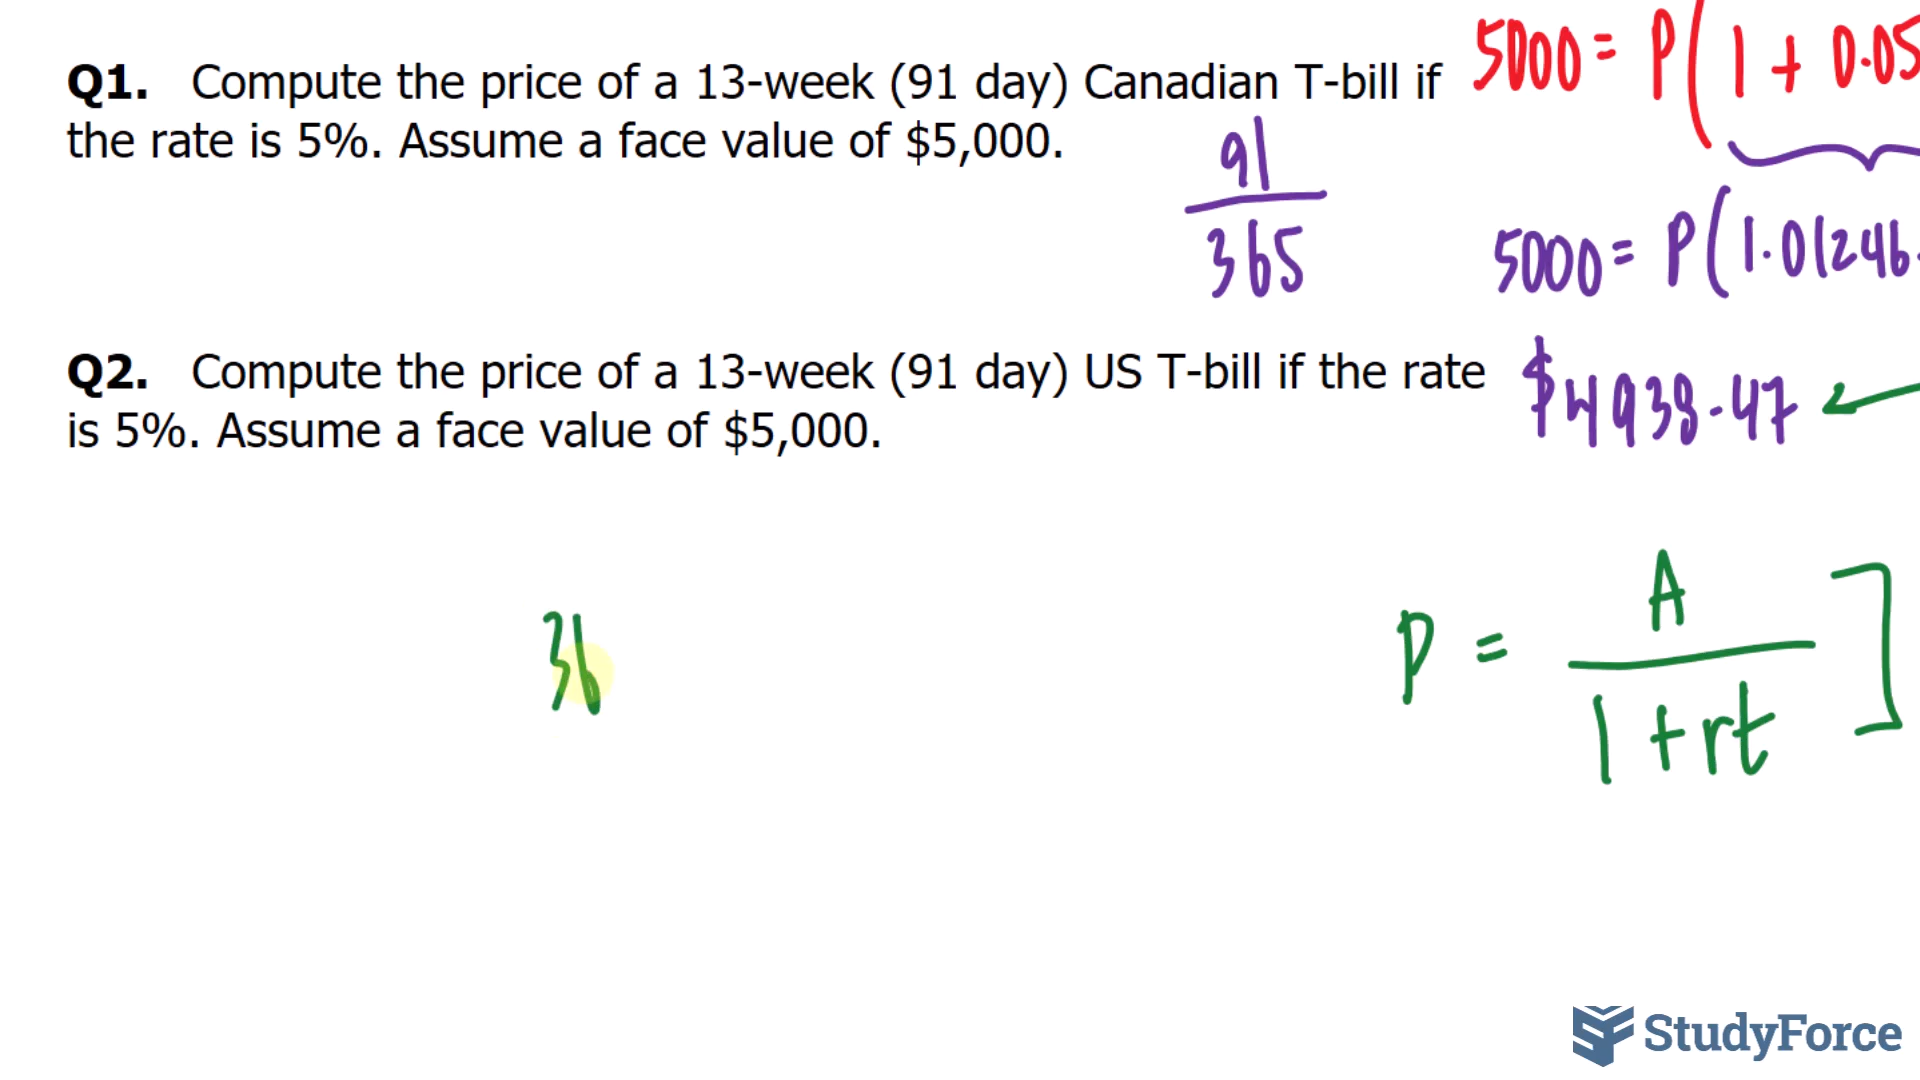 Q1. Compute the price of a 13-week (91 day) Canadian T-bill if
the rate is 5%. Assume a face value of $5,000.
5000 = P(1 + 0.05
91
365
5000 = P(1.01246.
Q2. Compute the price of a 13-week (91 day) US T-bill if the rate
is 5%. Assume a face value of $5,000.
$4938.47
36
P = A
1 + rt
StudyForce